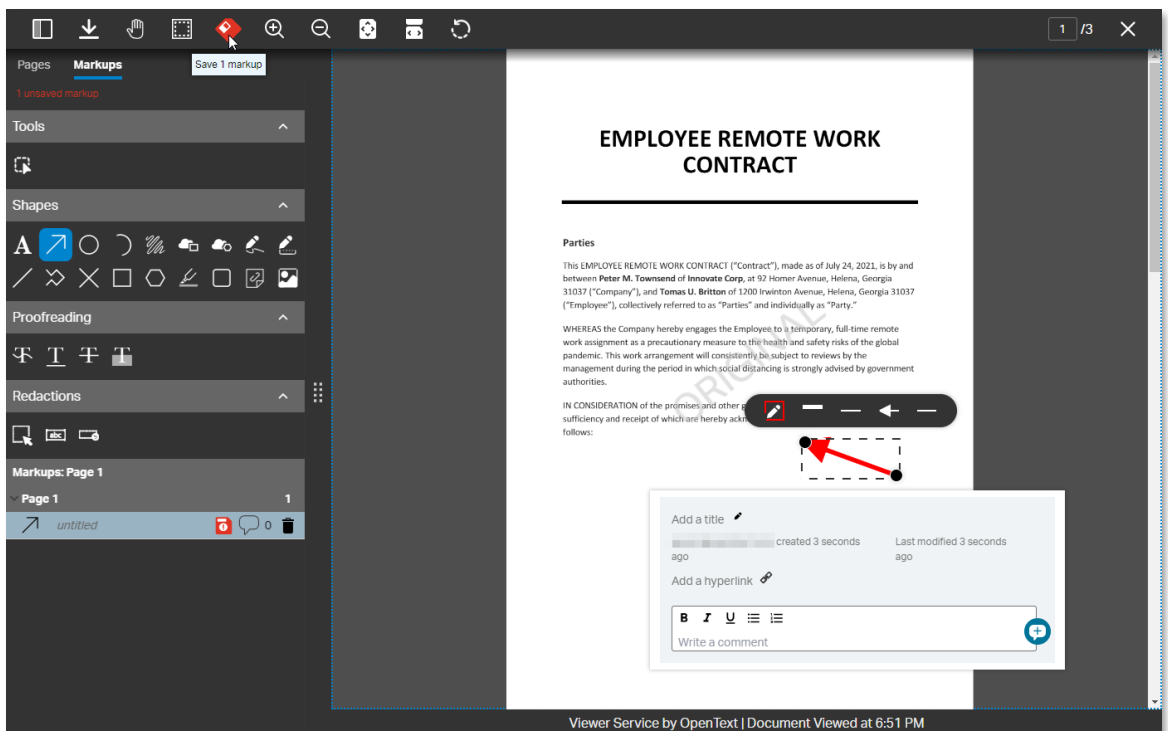 1 /3
Save 1 markup
Pages Markups
1 unsaved markup
Tools
Shapes
A
Proofreading
T T T T
Redactions
abc
Markups: Page 1
Page 1 1
untitled 0
EMPLOYEE REMOTE WORK
CONTRACT
Parties
This EMPLOYEE REMOTE WORK CONTRACT ("Contract"), made as of July 24, 2021, is by and
between Peter M. Townsend of Innovate Corp, at 92 Homer Avenue, Helena, Georgia
31037 ("Company"), and Tomas U. Britton of 1200 Irwinton Avenue, Helena, Georgia 31037
("Employee"), collectively referred to as "Parties" and individually as "Party."
WHEREAS the Company hereby engages the Employee to a temporary, full-time remote
work assignment as a precautionary measure to the health and safety risks of the global
pandemic. This work arrangement will consistently be subject to reviews by the
management during the period in which social distancing is strongly advised by government
authorities.
IN CONSIDERATION of the promises and other
sufficiency and receipt of which are hereby
follows:
ORIGINAL
Add a title
created 3 seconds
ago
Last modified 3 seconds
ago
Add a hyperlink
B I U
Write a comment
Viewer Service by OpenText | Document Viewed at 6:51 PM